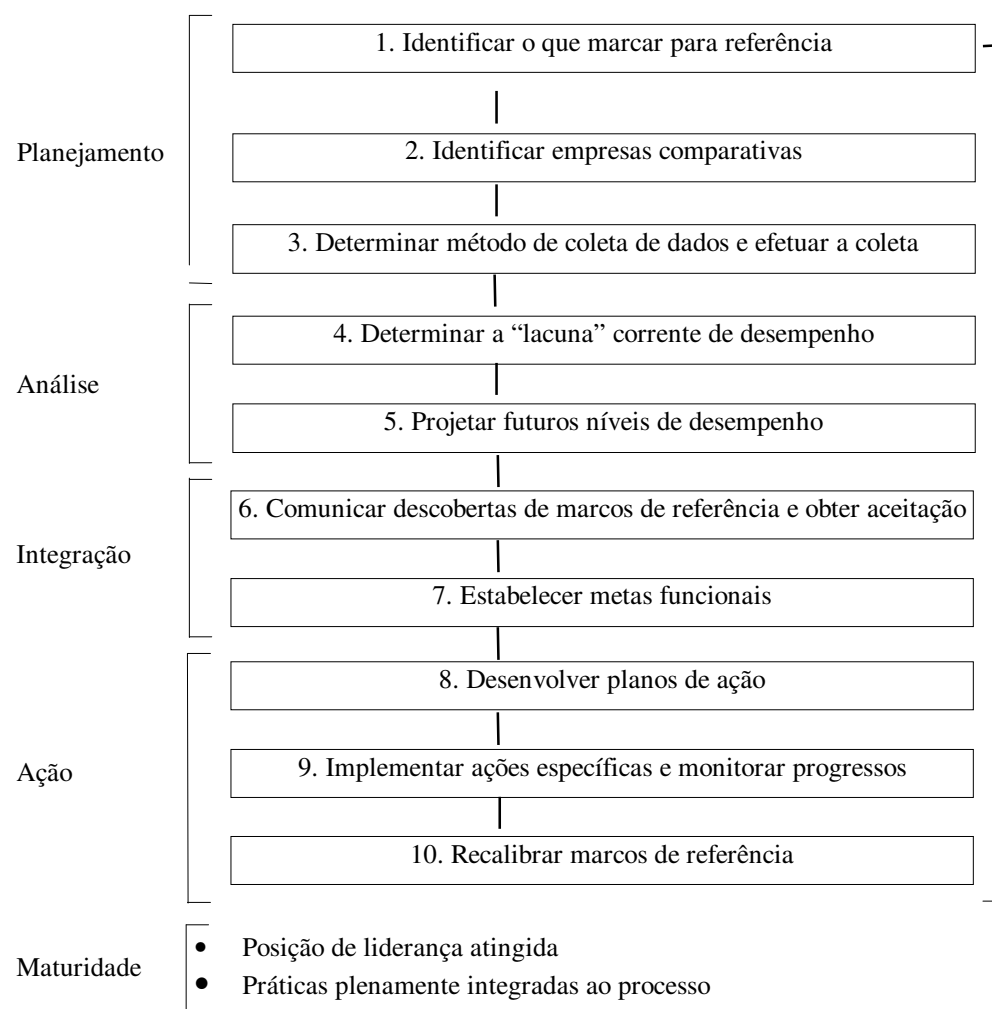 1. Identificar o que marcar para referência
Planejamento
2. Identificar empresas comparativas
3. Determinar método de coleta de dados e efetuar a coleta
4. Determinar a “lacuna” corrente de desempenho
Análise
5. Projetar futuros níveis de desempenho
6. Comunicar descobertas de marcos de referência e obter aceitação
Integração
7. Estabelecer metas funcionais
8. Desenvolver planos de ação
Ação
9. Implementar ações específicas e monitorar progressos
10. Recalibrar marcos de referência
Maturidade
• Posição de liderança atingida
• Práticas plenamente integradas ao processo